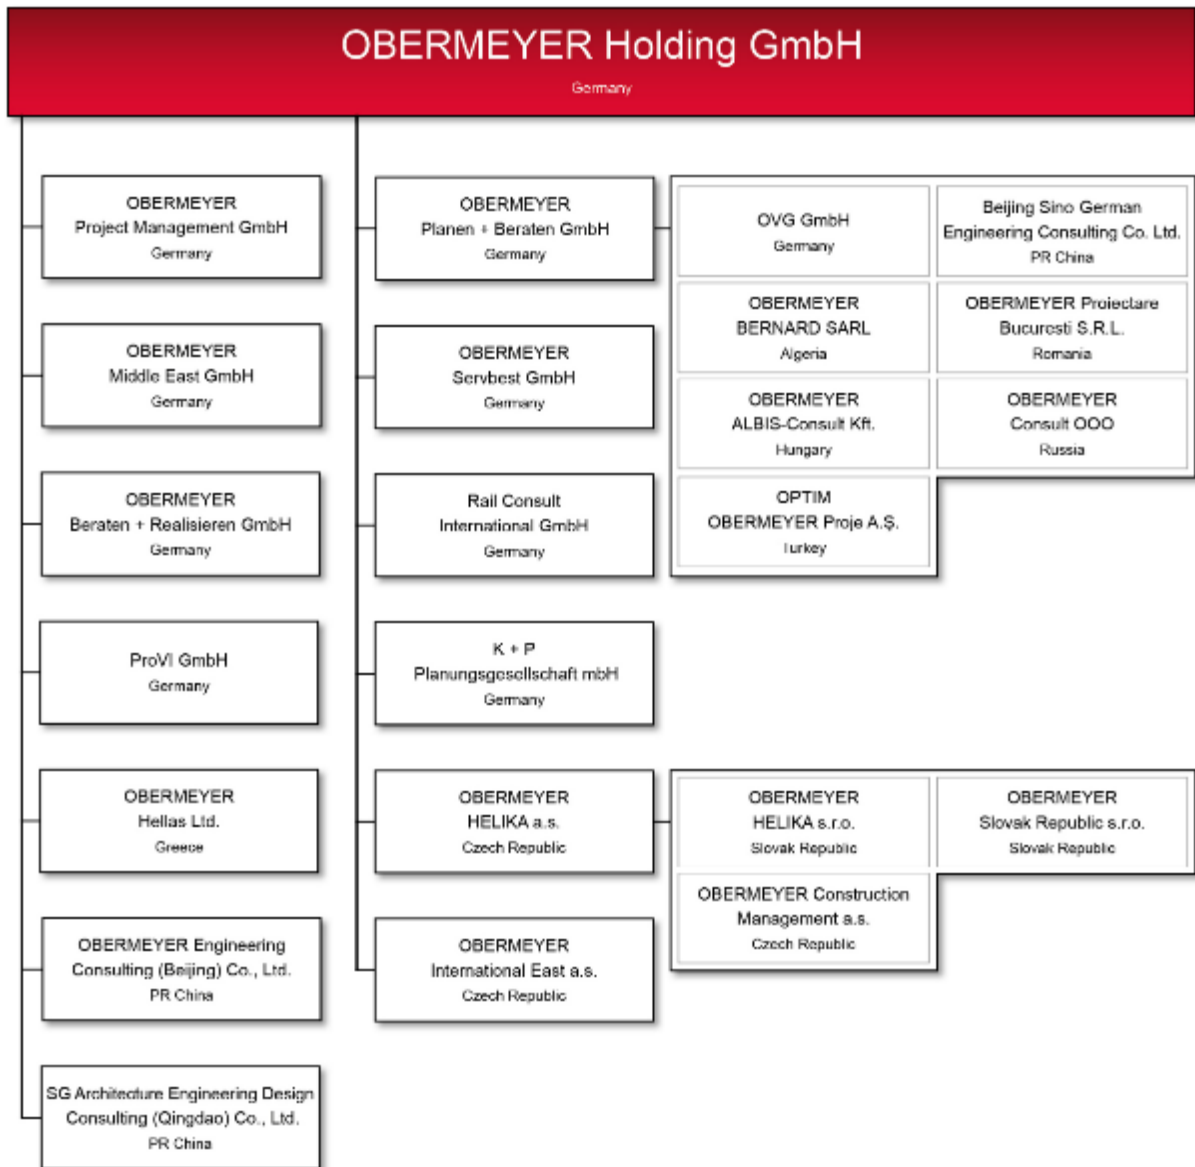 OBERMEYER Holding GmbH
Germany
OBERMEYER
Project Management GmbH
Germany
OBERMEYER
Middle East GmbH
Germany
OBERMEYER
Beraten + Realisieren GmbH
Germany
ProVI GmbH
Germany
OBERMEYER
Hellas Ltd.
Greece
OBERMEYER Engineering
Consulting (Beijing) Co., Ltd.
PR China
SG Architecture Engineering Design
Consulting (Qingdao) Co., Ltd.
PR China
OBERMEYER
Planen + Beraten GmbH
Germany
OBERMEYER
Servbest GmbH
Germany
Rail Consult
International GmbH
Germany
K + P
Planungsgesellschaft mbH
Germany
OBERMEYER
HELIKA a.s.
Czech Republic
OBERMEYER
International East a.s.
Czech Republic
OVG GmbH
Germany
Beijing Sino German
Engineering Consulting Co. Ltd.
PR China
OBERMEYER
BERNARD SARL
Algeria
OBERMEYER Proiectare
Bucuresti S.R.L.
Romania
OBERMEYER
ALBIS-Consult Kft.
Hungary
OBERMEYER
Consult OOO
Russia
OPTIM
OBERMEYER Proje A.Ş.
Turkey
OBERMEYER
HELIKA s.r.o.
Slovak Republic
OBERMEYER
Slovak Republic s.r.o.
Slovak Republic
OBERMEYER Construction
Management a.s.
Czech Republic